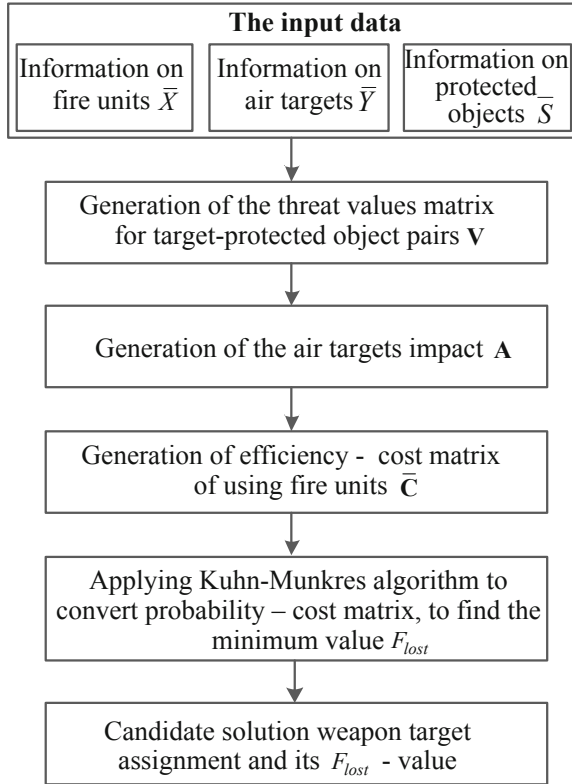 The input data
Information on
fire units X̅
Information on
air targets Y̅
Information on
protected
objects S̅
Generation of the threat values matrix
for target-protected object pairs V
Generation of the air targets impact A
Generation of efficiency - cost matrix
of using fire units C̅
Applying Kuhn-Munkres algorithm to
convert probability – cost matrix, to find the
minimum value F_lost
Candidate solution weapon target
assignment and its F_lost - value